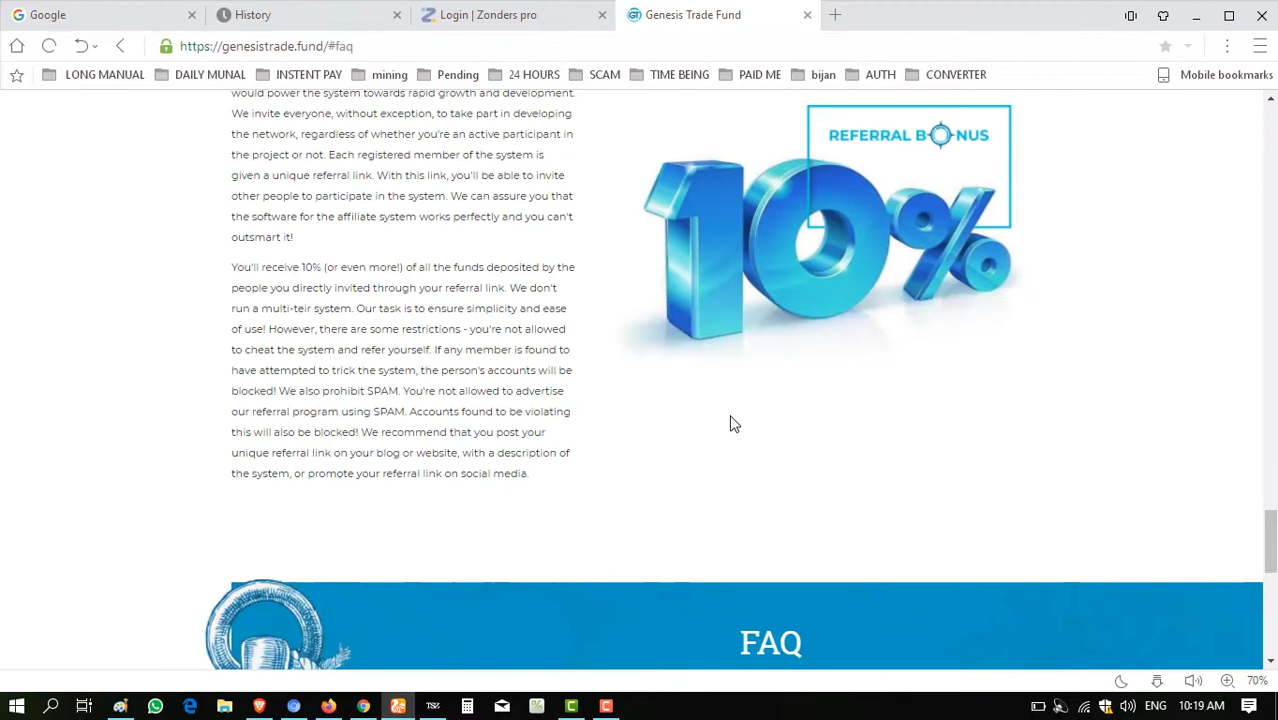 Google
History
Login | Zonders pro
Genesis Trade Fund
https://genesistrade.fund/#faq
LONG MANUAL
DAILY MUNAL
INSTENT PAY
mining
Pending
24 HOURS
SCAM
TIME BEING
PAID ME
bijan
AUTH
CONVERTER
Mobile bookmarks
would power the system towards rapid growth and development.
We invite everyone, without exception, to take part in developing
the network, regardless of whether you're an active participant in
the project or not. Each registered member of the system is
given a unique referral link. With this link, you'll be able to invite
other people to participate in the system. We can assure you that
the software for the affiliate system works perfectly and you can't
outsmart it!
You'll receive 10% (or even more!) of all the funds deposited by the
people you directly invited through your referral link. We don't
run a multi-teir system. Our task is to ensure simplicity and ease
of use! However, there are some restrictions - you're not allowed
to cheat the system and refer yourself. If any member is found to
have attempted to trick the system, the person's accounts will be
blocked! We also prohibit SPAM. You're not allowed to advertise
our referral program using SPAM. Accounts found to be violating
this will also be blocked! We recommend that you post your
unique referral link on your blog or website, with a description of
the system, or promote your referral link on social media.
REFERRAL BONUS
10%
FAQ
70%
ENG
10:19 AM